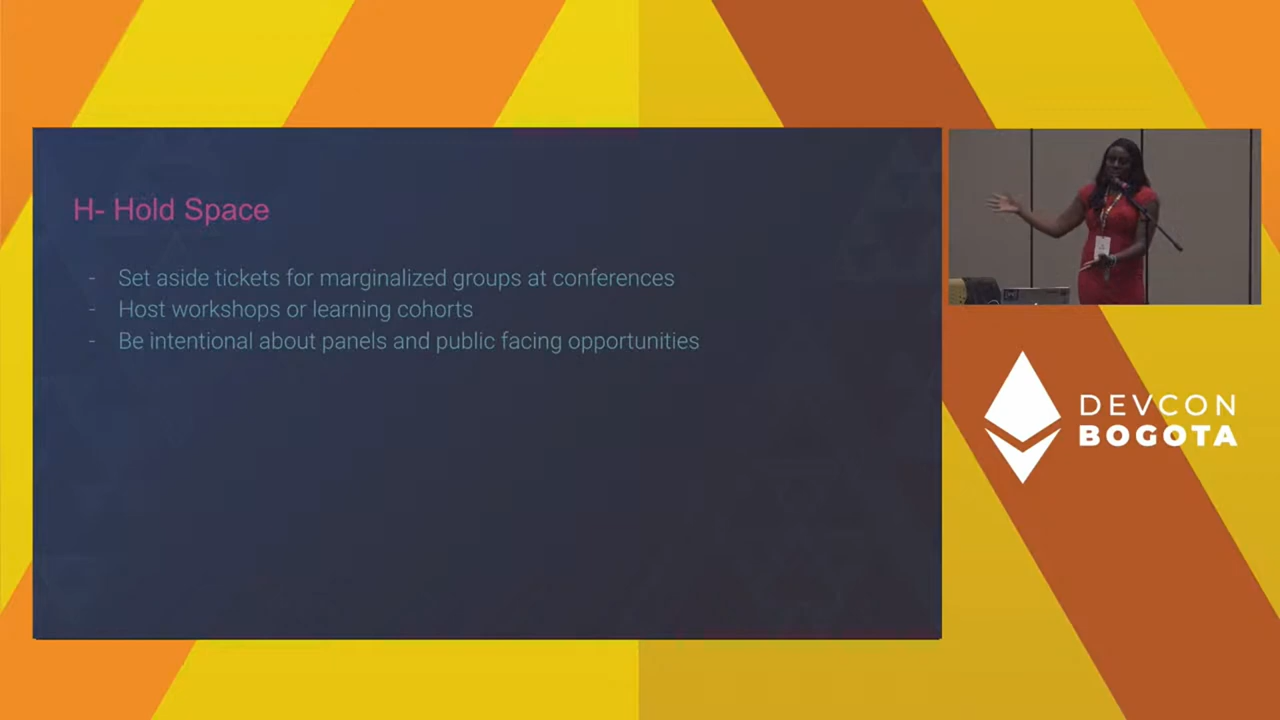 H- Hold Space
- Set aside tickets for marginalized groups at conferences
- Host workshops or learning cohorts
- Be intentional about panels and public facing opportunities
DEVCON
BOGOTA